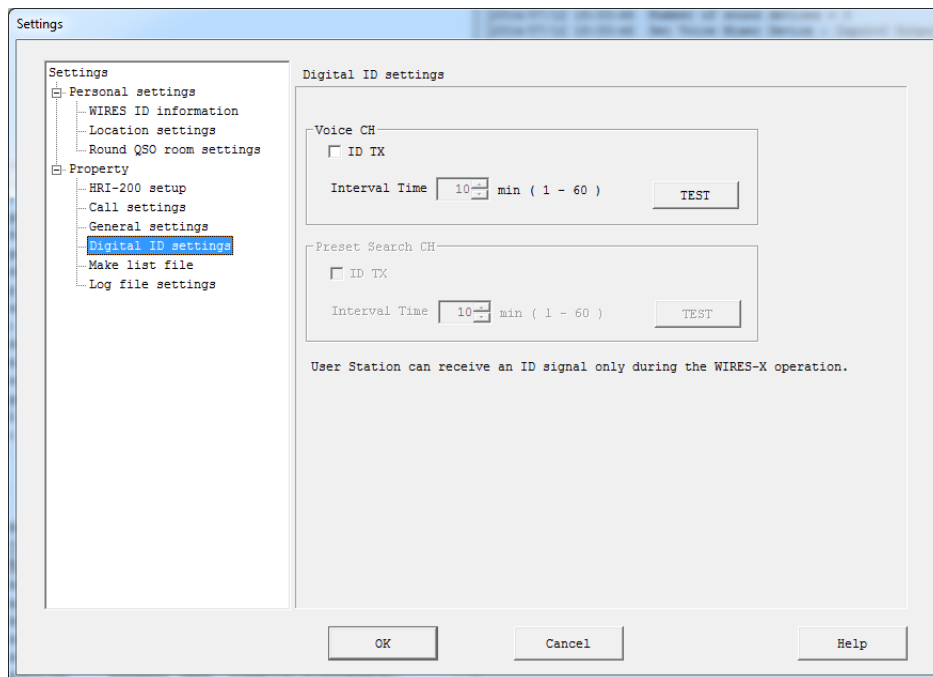 Settings
Settings
Personal settings
WIRES ID information
Location settings
Round QSO room settings
Property
HRI-200 setup
Call settings
General settings
Digital ID settings
Make list file
Log file settings
Digital ID settings
Voice CH
ID TX
Interval Time 10 min ( 1 - 60 ) TEST
Preset Search CH
ID TX
Interval Time 10 min ( 1 - 60 ) TEST
User Station can receive an ID signal only during the WIRES-X operation.
OK Cancel Help